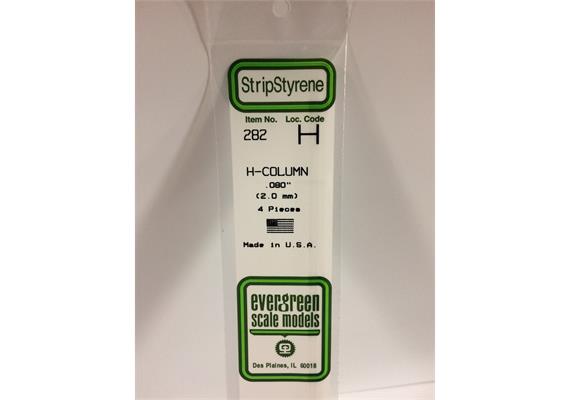 StripStyrene
Item No. Loc. Code
282 H
H-COLUMN
.080"
(2.0 mm)
4 Pieces
Made in U.S.A.
evergreen
scale models
Des Plaines, IL 60018